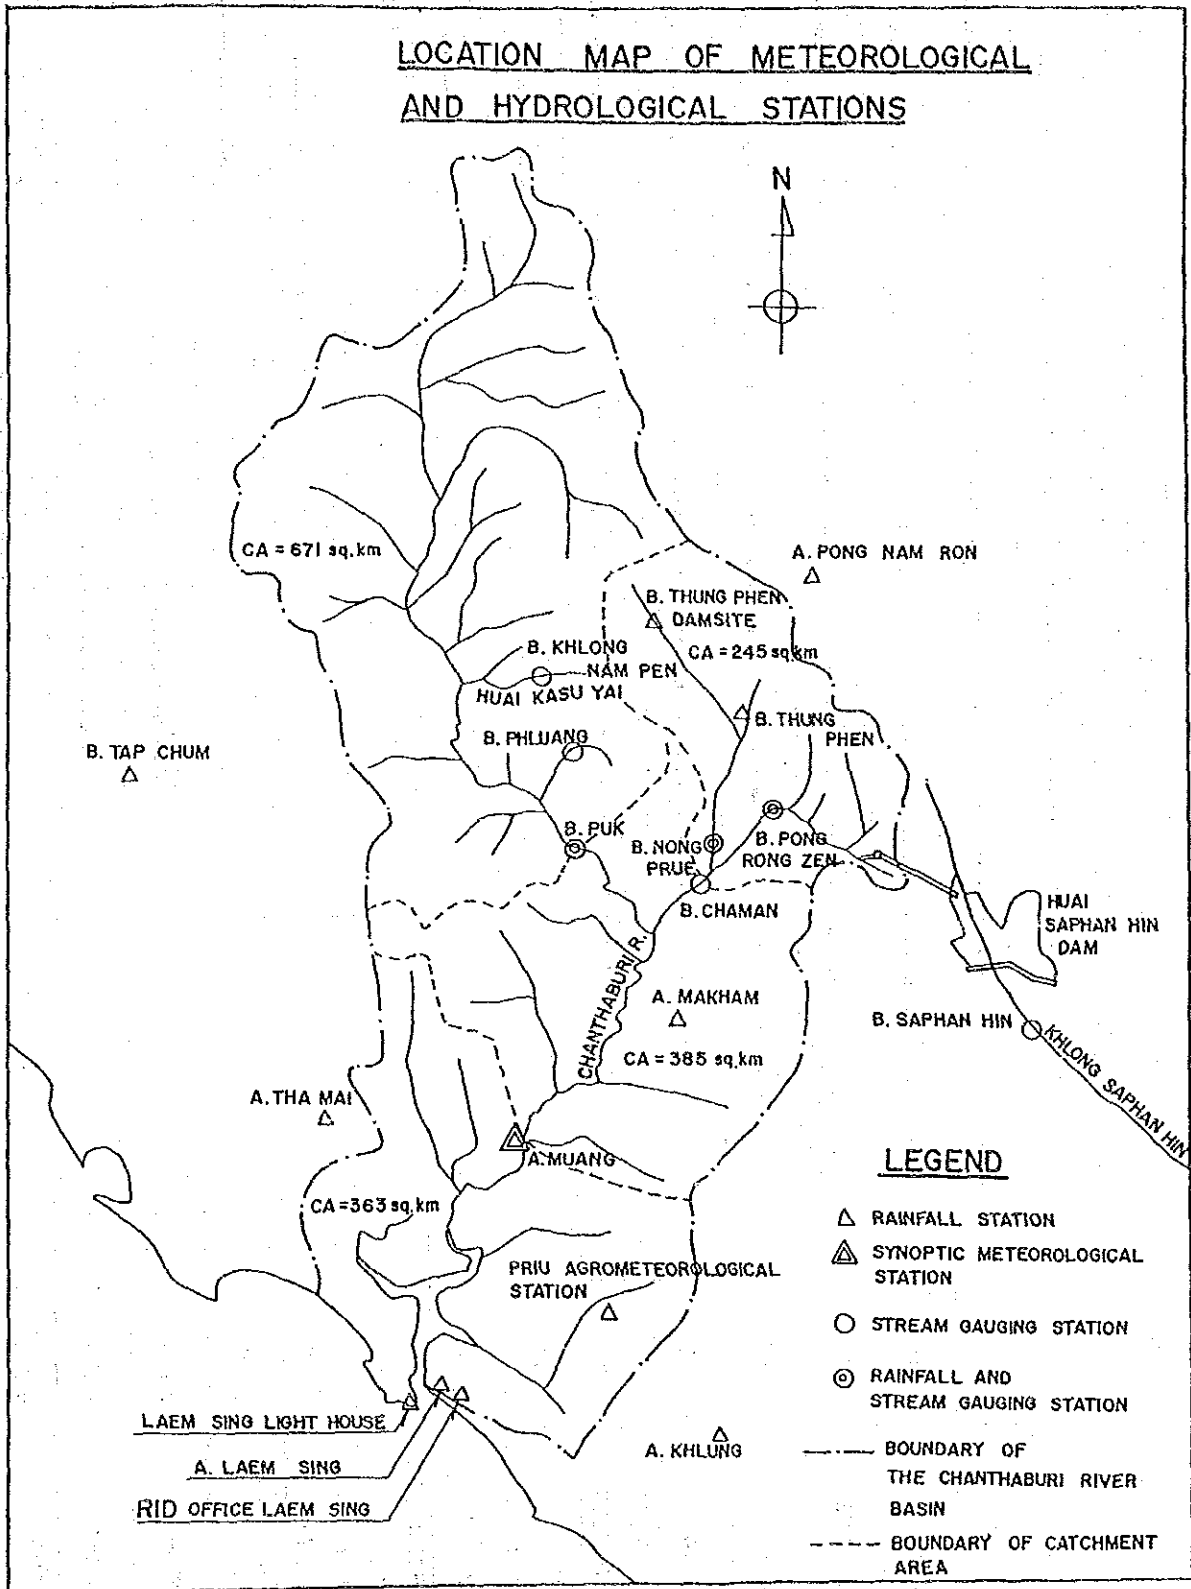 LOCATION MAP OF METEOROLOGICAL
AND HYDROLOGICAL STATIONS
N
CA = 671 sq.km
A. PONG NAM RON
B. THUNG PHEN
DAMSITE
CA = 245 sq.km
B. KHLONG
NAM PEN
HUAI KASU YAI
B. THUNG
PHEN
B. PHLUANG
B. TAP CHUM
B. PUK
B. NONG
PRUE
B. PONG
RONG ZEN
B. CHAMAN
HUAI
SAPHAN HIN
DAM
CHANTHABURI R.
A. MAKHAM
B. SAPHAN HIN
CA = 385 sq.km
KHLONG SAPHAN HIN
A. THA MAI
A. MUANG
CA = 363 sq.km
PRIU AGROMETEOROLOGICAL
STATION
LAEM SING LIGHT HOUSE
A. LAEM SING
RID OFFICE LAEM SING
A. KHLUNG
LEGEND
RAINFALL STATION
SYNOPTIC METEOROLOGICAL
STATION
STREAM GAUGING STATION
RAINFALL AND
STREAM GAUGING STATION
BOUNDARY OF
THE CHANTHABURI RIVER
BASIN
BOUNDARY OF CATCHMENT
AREA